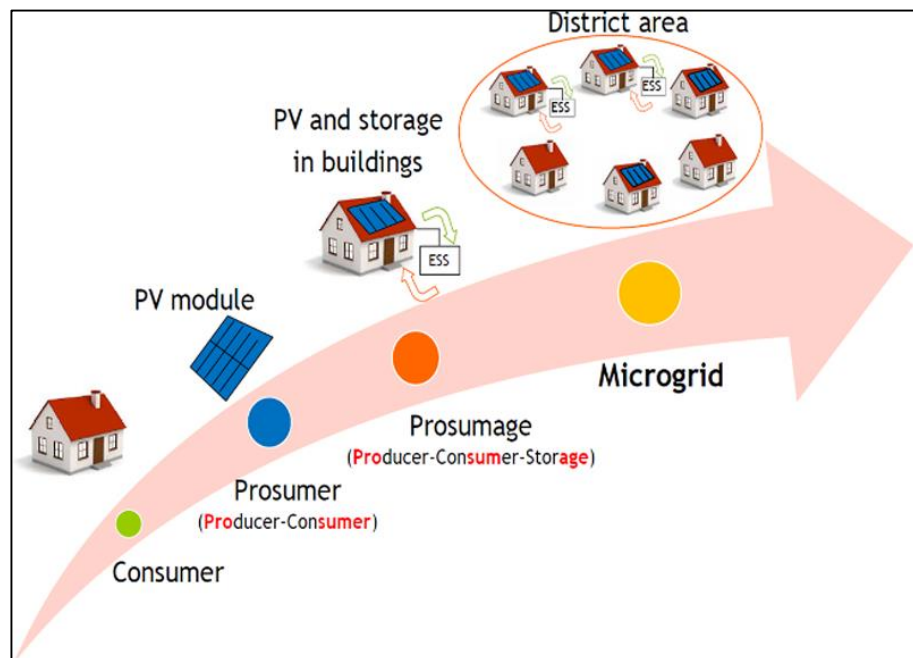 District area
ESS
ESS
PV and storage
in buildings
ESS
PV module
Microgrid
Prosumage
(Producer-Consumer-Storage)
Prosumer
(Producer-Consumer)
Consumer